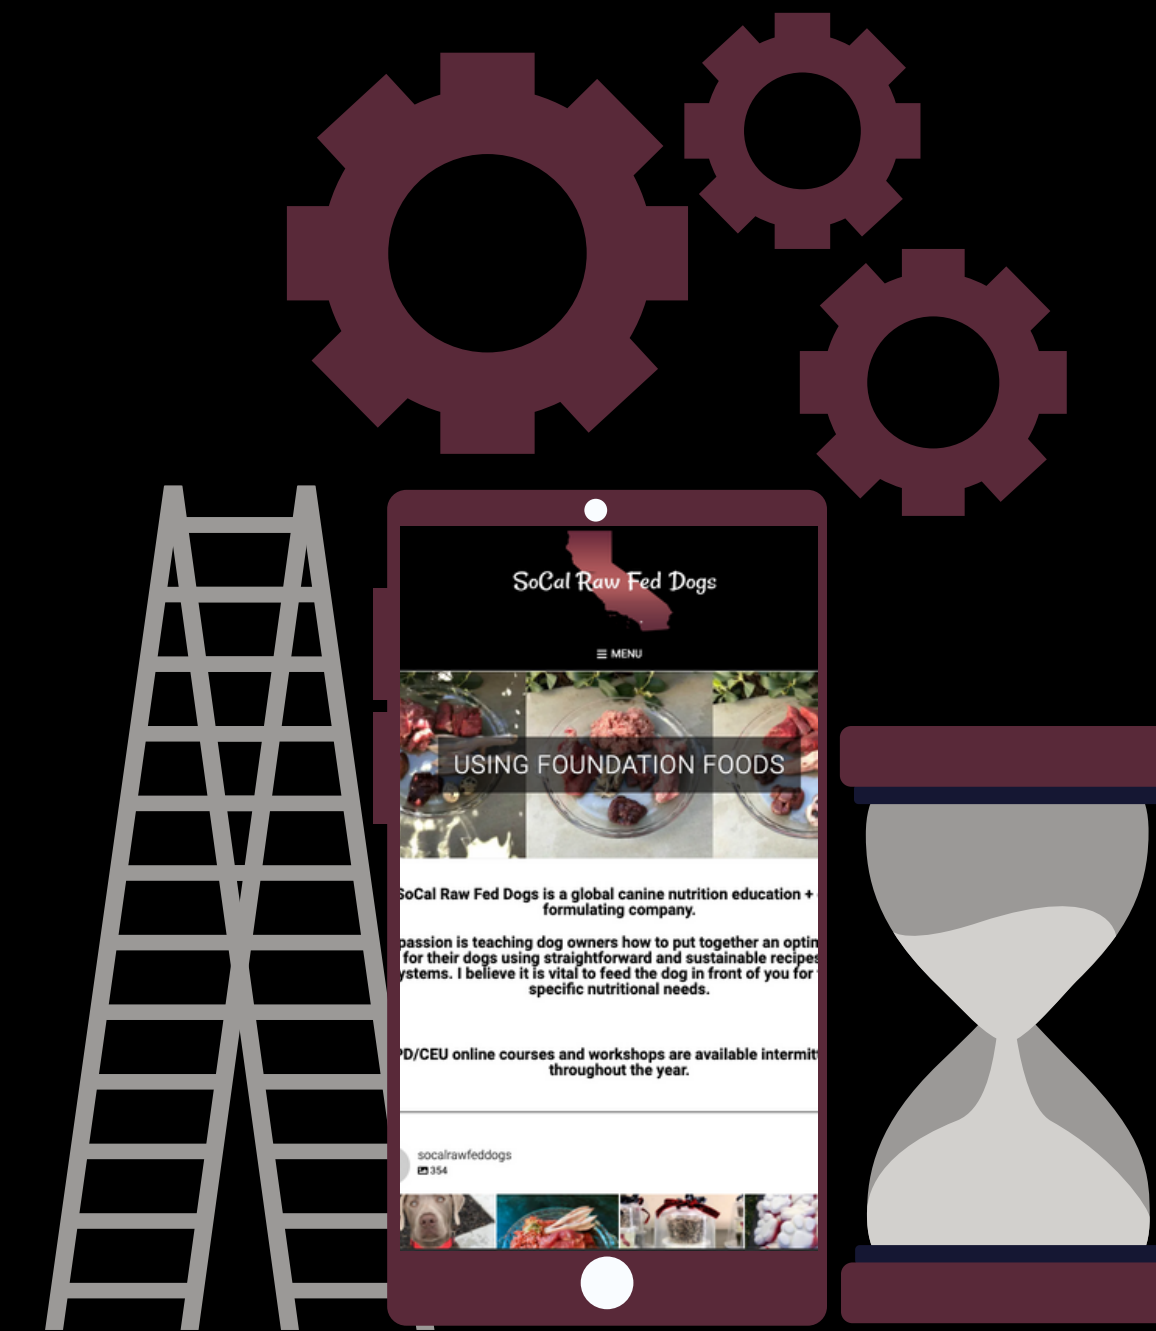 SoCal Raw Fed Dogs
MENU
USING FOUNDATION FOODS
SoCal Raw Fed Dogs is a global canine nutrition education +
formulating company.
passion is teaching dog owners how to put together an optim
for their dogs using straightforward and sustainable recipes
ystems. I believe it is vital to feed the dog in front of you for
specific nutritional needs.
PD/CEU online courses and workshops are available intermitt
throughout the year.
socalrawfeddogs
354